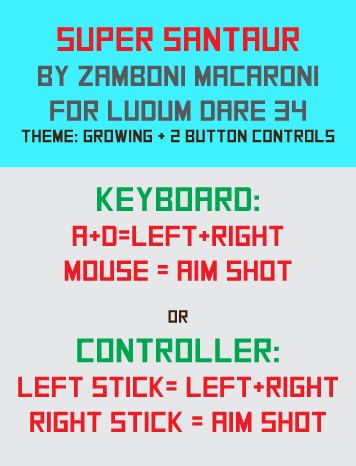 SUPER SANTAUR
BY ZAMBONI MACARONI
FOR LUDUM DARE 34
THEME: GROWING + 2 BUTTON CONTROLS
KEYBOARD:
A+D=LEFT+RIGHT
MOUSE = AIM SHOT
OR
CONTROLLER:
LEFT STICK= LEFT+RIGHT
RIGHT STICK = AIM SHOT